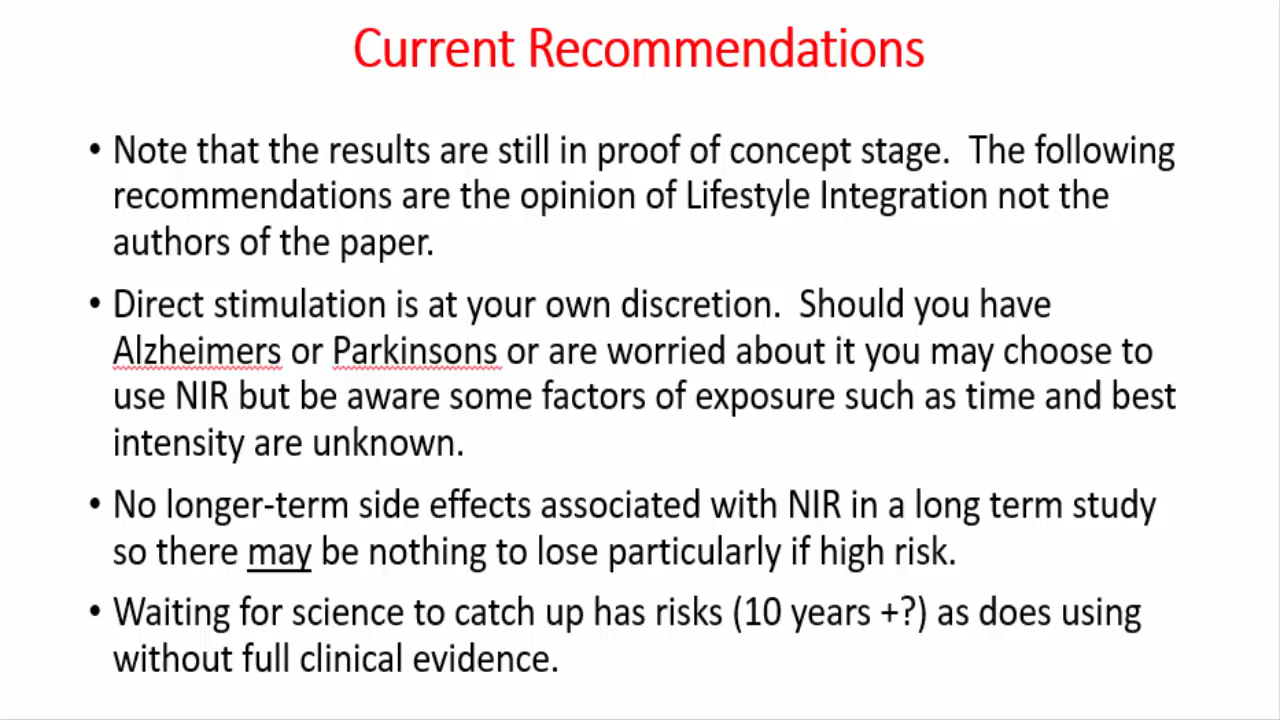 Current Recommendations
• Note that the results are still in proof of concept stage.  The following
recommendations are the opinion of Lifestyle Integration not the
authors of the paper.
• Direct stimulation is at your own discretion.  Should you have
Alzheimers or Parkinsons or are worried about it you may choose to
use NIR but be aware some factors of exposure such as time and best
intensity are unknown.
• No longer-term side effects associated with NIR in a long term study
so there may be nothing to lose particularly if high risk.
• Waiting for science to catch up has risks (10 years +?) as does using
without full clinical evidence.